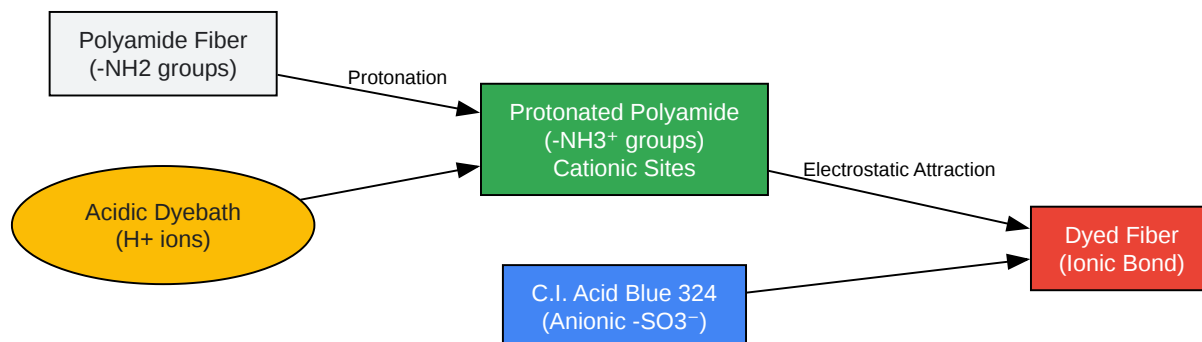 Polyamide Fiber
(-NH2 groups)
Protonation
Protonated Polyamide
(-NH3⁺ groups)
Cationic Sites
Acidic Dyebath
(H+ ions)
Electrostatic Attraction
Dyed Fiber
(Ionic Bond)
C.I. Acid Blue 324
(Anionic -SO3⁻)